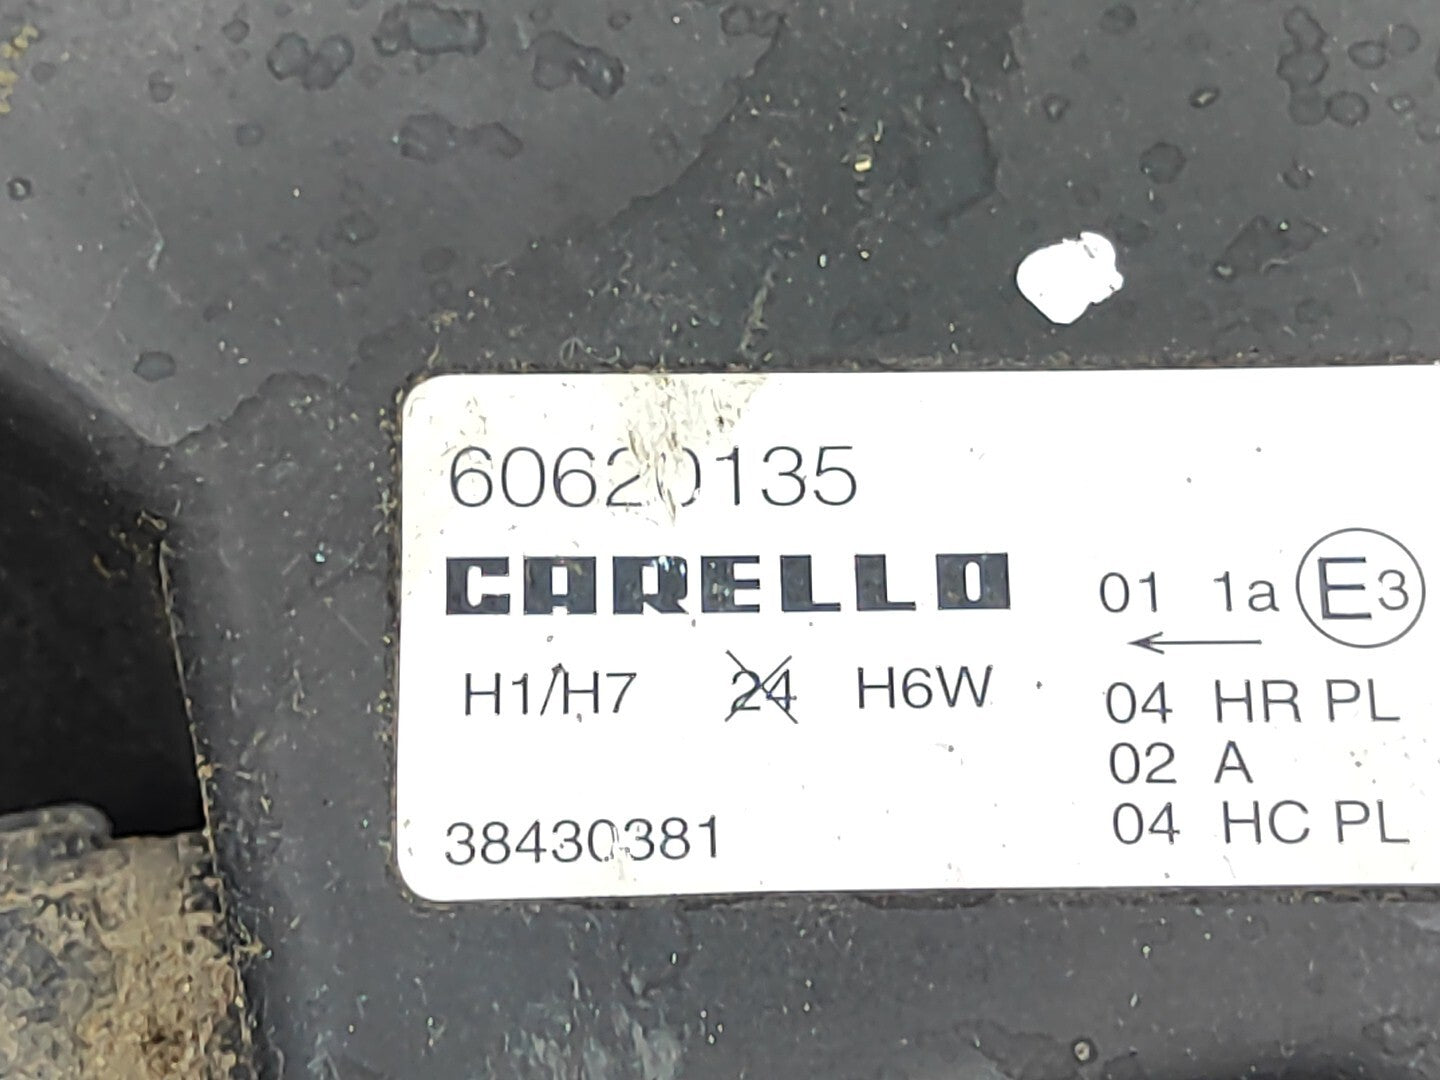 60620135
CARELLO
01 1a E3
H1/H7 24 H6W
04 HR PL
02 A
04 HC PL
38430381